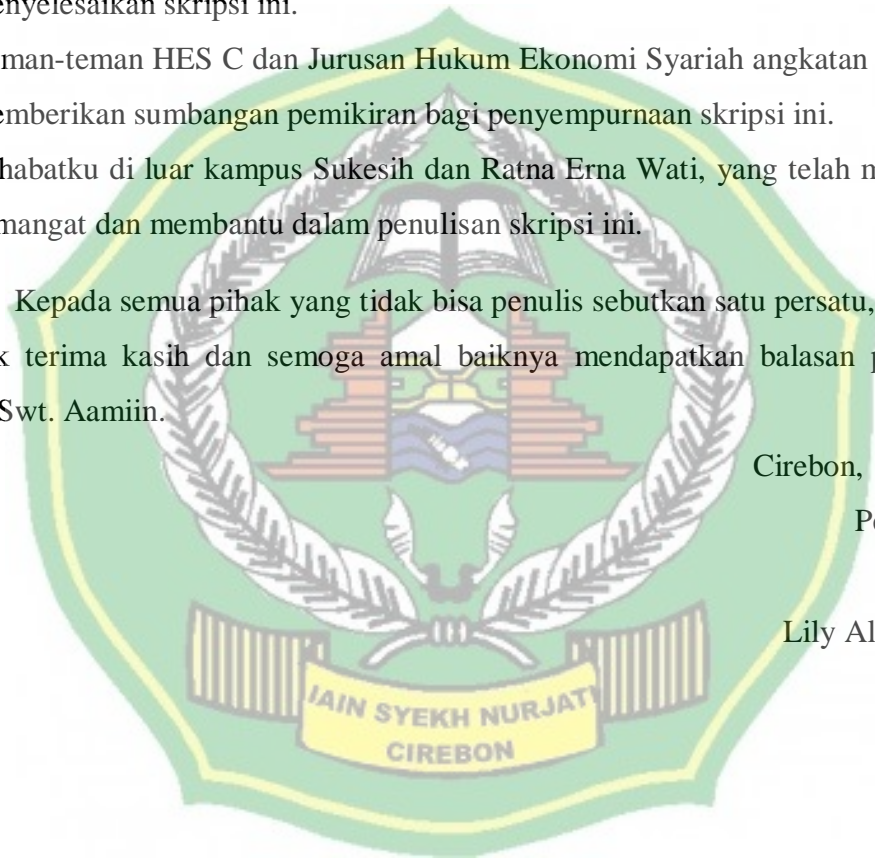 enyelesaikan skripsi ini.
man-teman HES C dan Jurusan Hukum Ekonomi Syariah angkatan
emberikan sumbangan pemikiran bagi penyempurnaan skripsi ini.
habatku di luar kampus Sukesih dan Ratna Erna Wati, yang telah m
mangat dan membantu dalam penulisan skripsi ini.
Kepada semua pihak yang tidak bisa penulis sebutkan satu persatu,
k terima kasih dan semoga amal baiknya mendapatkan balasan p
Swt. Aamiin.
Cirebon,
Pe
Lily Al
IAIN SYEKH NURJATI
CIREBON